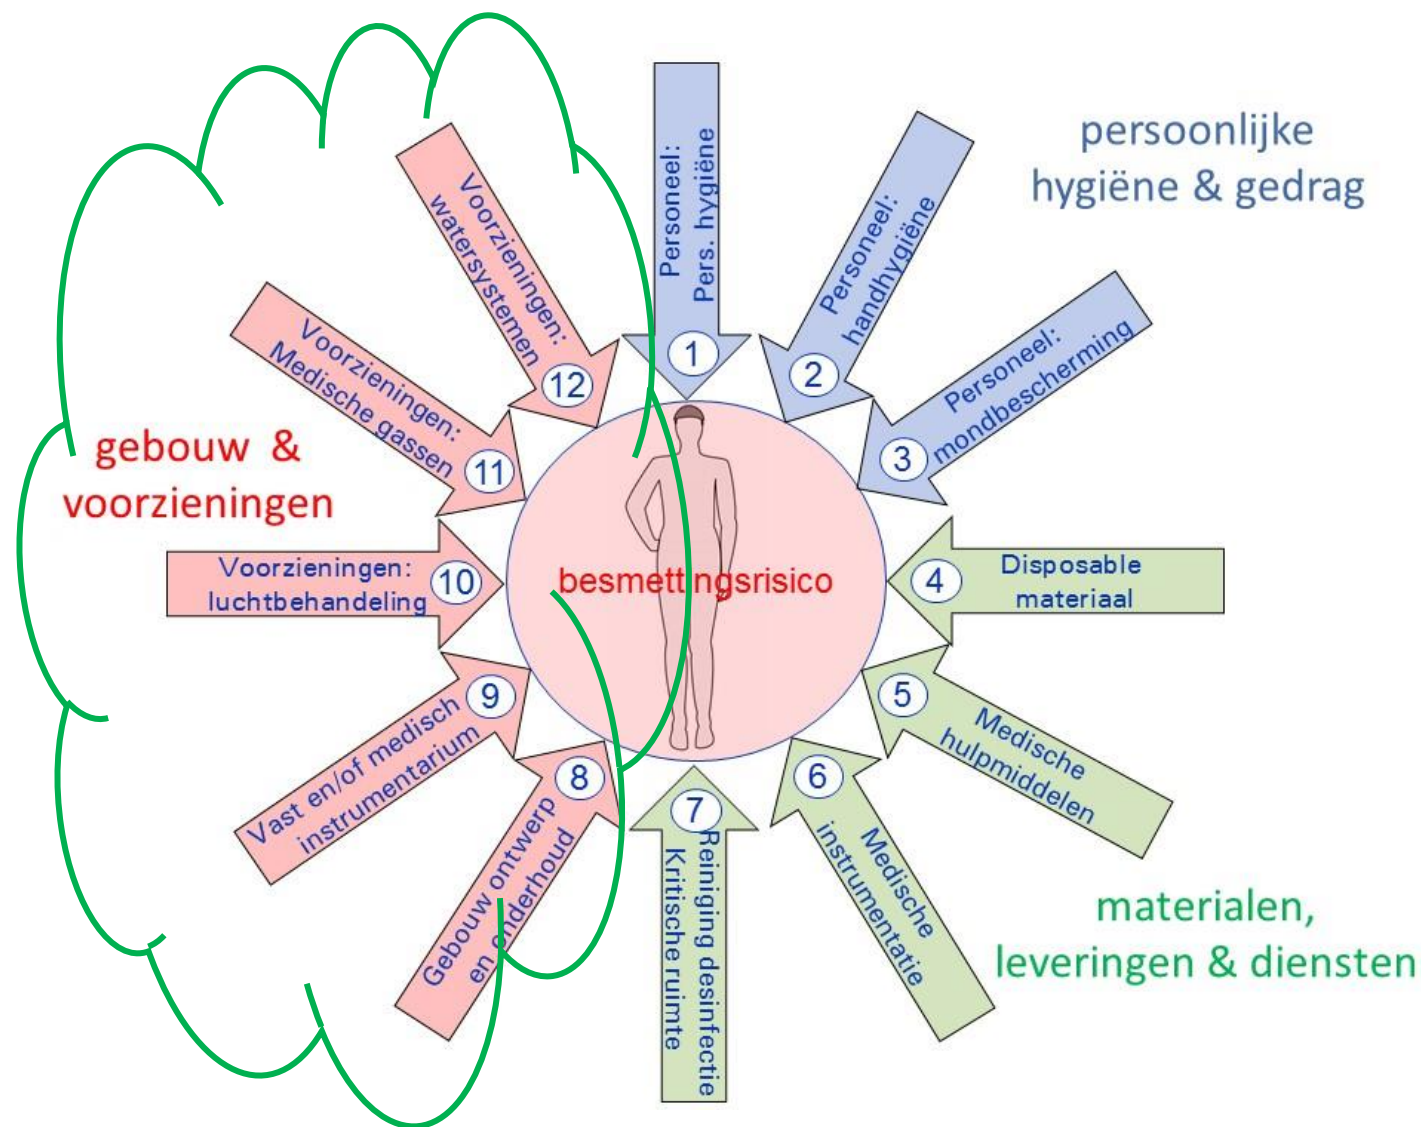 persoonlijke
hygiëne & gedrag
Personeel:
Pers. hygiëne
1
Personeel:
handhygiëne
2
Personeel:
mondbescherming
3
Disposable
materiaal
4
Medische
hulpmiddelen
5
Medische
instrumentatie
6
materialen,
leveringen & diensten
Reiniging desinfectie
Kritische ruimte
7
Gebouw ontwerp
en onderhoud
8
Vast en/of medisch
instrumentarium
9
Voorzieningen:
luchtbehandeling
10
Voorzieningen:
Medische gassen
11
Voorzieningen:
watersystemen
12
gebouw &
voorzieningen
besmettingsrisico